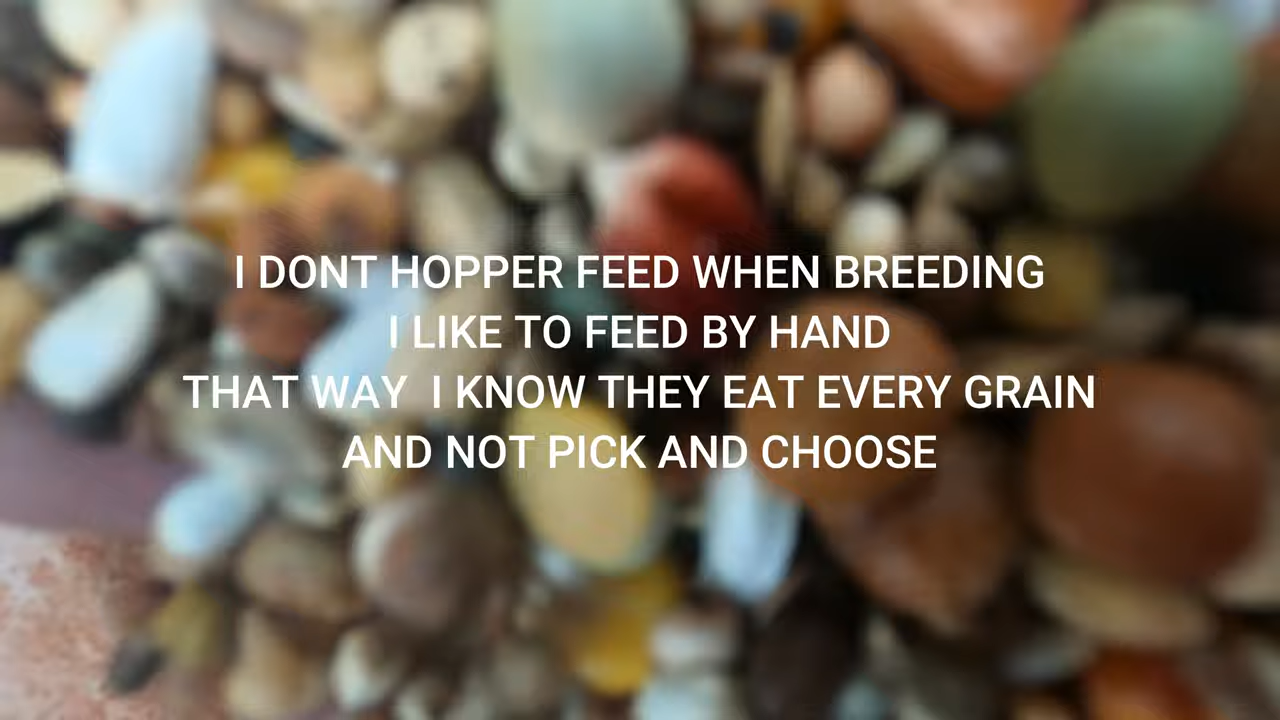 I DONT HOPPER FEED WHEN BREEDING
I LIKE TO FEED BY HAND
THAT WAY  I KNOW THEY EAT EVERY GRAIN
AND NOT PICK AND CHOOSE